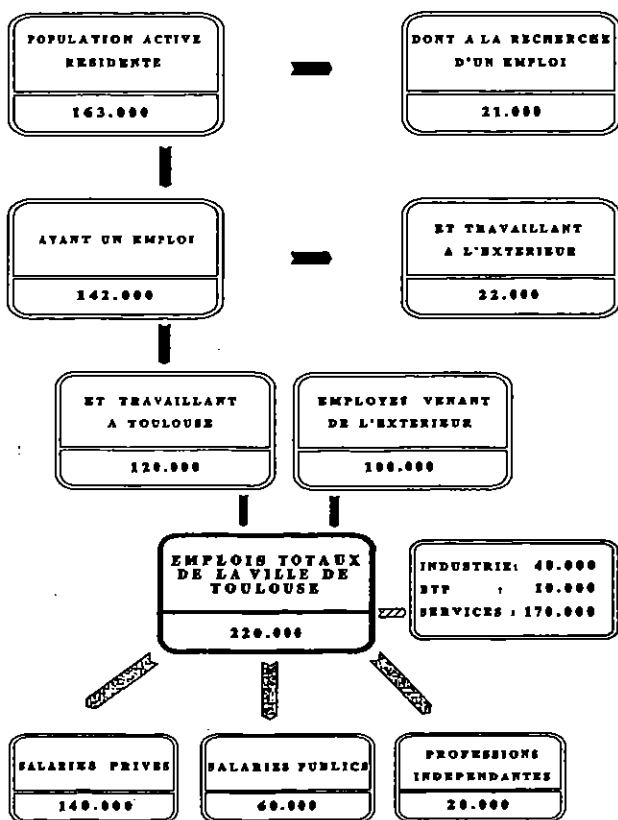 POPULATION ACTIVE
RESIDENTE
163.000
DONT A LA RECHERCHE
D'UN EMPLOI
21.000
AYANT UN EMPLOI
142.000
ET TRAVAILLANT
A L'EXTERIEUR
22.000
ET TRAVAILLANT
A TOULOUSE
120.000
EMPLOYES VENANT
DE L'EXTERIEUR
100.000
EMPLOIS TOTAUX
DE LA VILLE DE
TOULOUSE
220.000
INDUSTRIE: 40.000
BTP : 10.000
SERVICES : 170.000
SALARIES PRIVES
140.000
SALARIES PUBLICS
60.000
PROFESSIONS
INDEPENDANTES
20.000